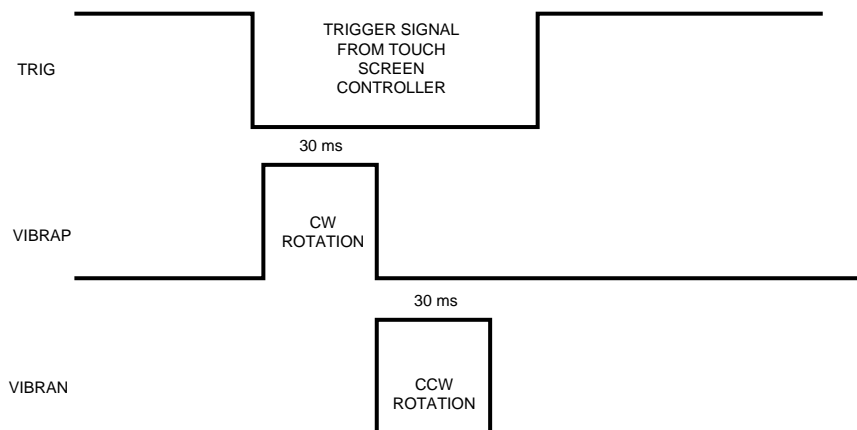 TRIGGER SIGNAL
FROM TOUCH
SCREEN
CONTROLLER
TRIG
30 ms
CW
ROTATION
VIBRAP
30 ms
CCW
ROTATION
VIBRAN